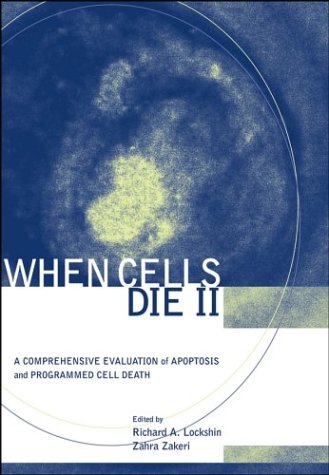 WHEN CELLS
DIE II
A COMPREHENSIVE EVALUATION of APOPTOSIS
and PROGRAMMED CELL DEATH
Edited by
Richard A. Lockshin
Zahra Zakeri